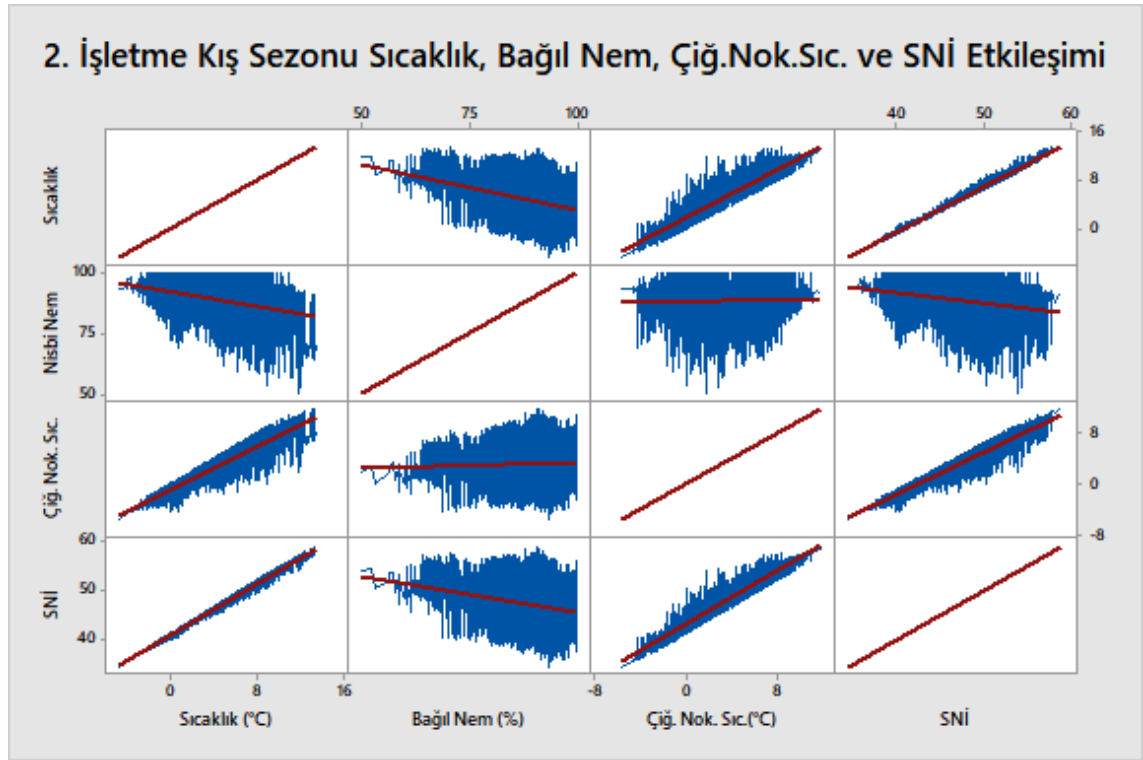 2. İşletme Kış Sezonu Sıcaklık, Bağıl Nem, Çiğ.Nok.Sıc. ve SNİ Etkileşimi
50 75 100 40 50 60
Sıcaklık
16
8
0
Nisbi Nem
100
75
50
Çiğ. Nok. Sıc.
8
0
-8
SNİ
60
50
40
0 8 16 -8 0 8
Sıcaklık (°C) Bağıl Nem (%) Çiğ. Nok. Sıc.(°C) SNİ